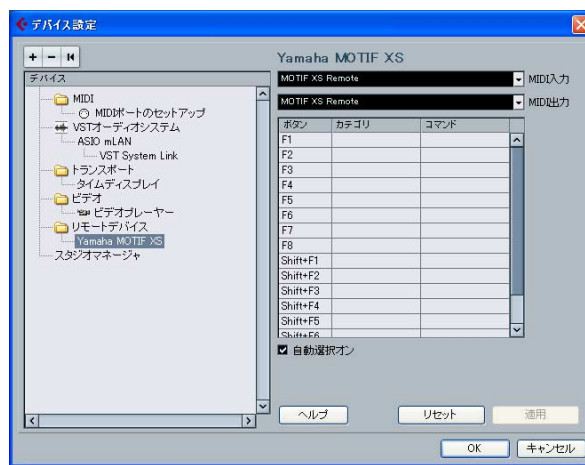 デバイス設定
Yamaha MOTIF XS
デバイス
MIDI
MIDIポートのセットアップ
VSTオーディオシステム
ASIO mLAN
VST System Link
トランスポート
タイムディスプレイ
ビデオ
ビデオプレーヤー
リモートデバイス
Yamaha MOTIF XS
スタジオマネージャ
MOTIF XS Remote MIDI入力
MOTIF XS Remote MIDI出力
ボタン カテゴリ コマンド
F1
F2
F3
F4
F5
F6
F7
F8
Shift+F1
Shift+F2
Shift+F3
Shift+F4
Shift+F5
Shift+F6
自動選択オン
ヘルプ リセット 適用
OK キャンセル